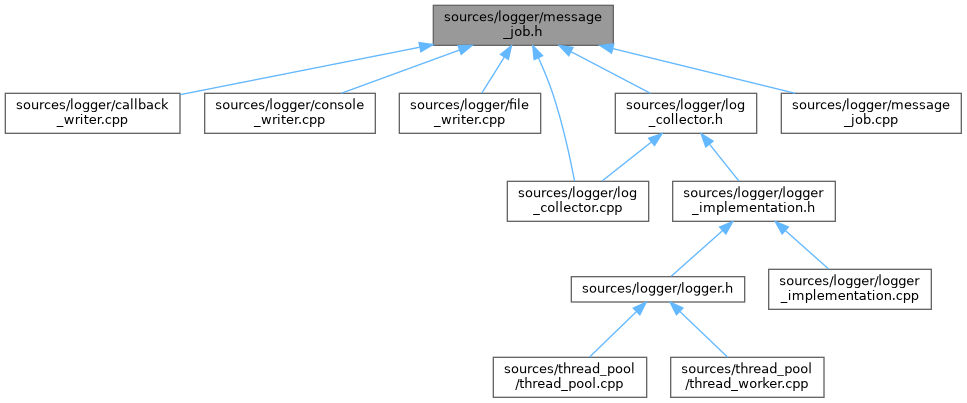 sources/logger/message
_job.h
sources/logger/callback
_writer.cpp
sources/logger/console
_writer.cpp
sources/logger/file
_writer.cpp
sources/logger/log
_collector.h
sources/logger/message
_job.cpp
sources/logger/log
_collector.cpp
sources/logger/logger
_implementation.h
sources/logger/logger.h
sources/logger/logger
_implementation.cpp
sources/thread_pool
/thread_pool.cpp
sources/thread_pool
/thread_worker.cpp